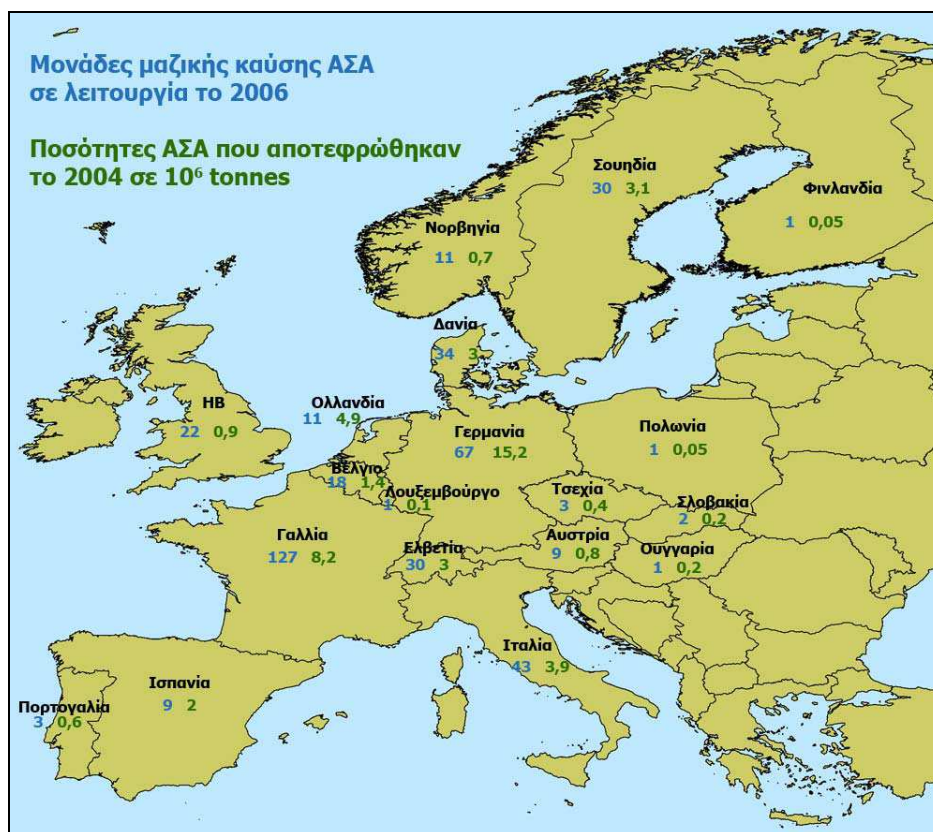 Μονάδες μαζικής καύσης ΑΣΑ
σε λειτουργία το 2006
Ποσότητες ΑΣΑ που αποτεφρώθηκαν
το 2004 σε 10⁶ tonnes
Σουηδία
30 3,1
Φινλανδία
1 0,05
Νορβηγία
11 0,7
Δανία
34 3
ΗΒ
22 0,9
Ολλανδία
11 4,9
Γερμανία
67 15,2
Πολωνία
1 0,05
Βέλγιο
18 1,4
Λουξεμβούργο
1 0,1
Τσεχία
3 0,4
Σλοβακία
2 0,2
Γαλλία
127 8,2
Ελβετία
30 3
Αυστρία
9 0,8
Ουγγαρία
1 0,2
Ιταλία
43 3,9
Ισπανία
9 2
Πορτογαλία
3 0,6